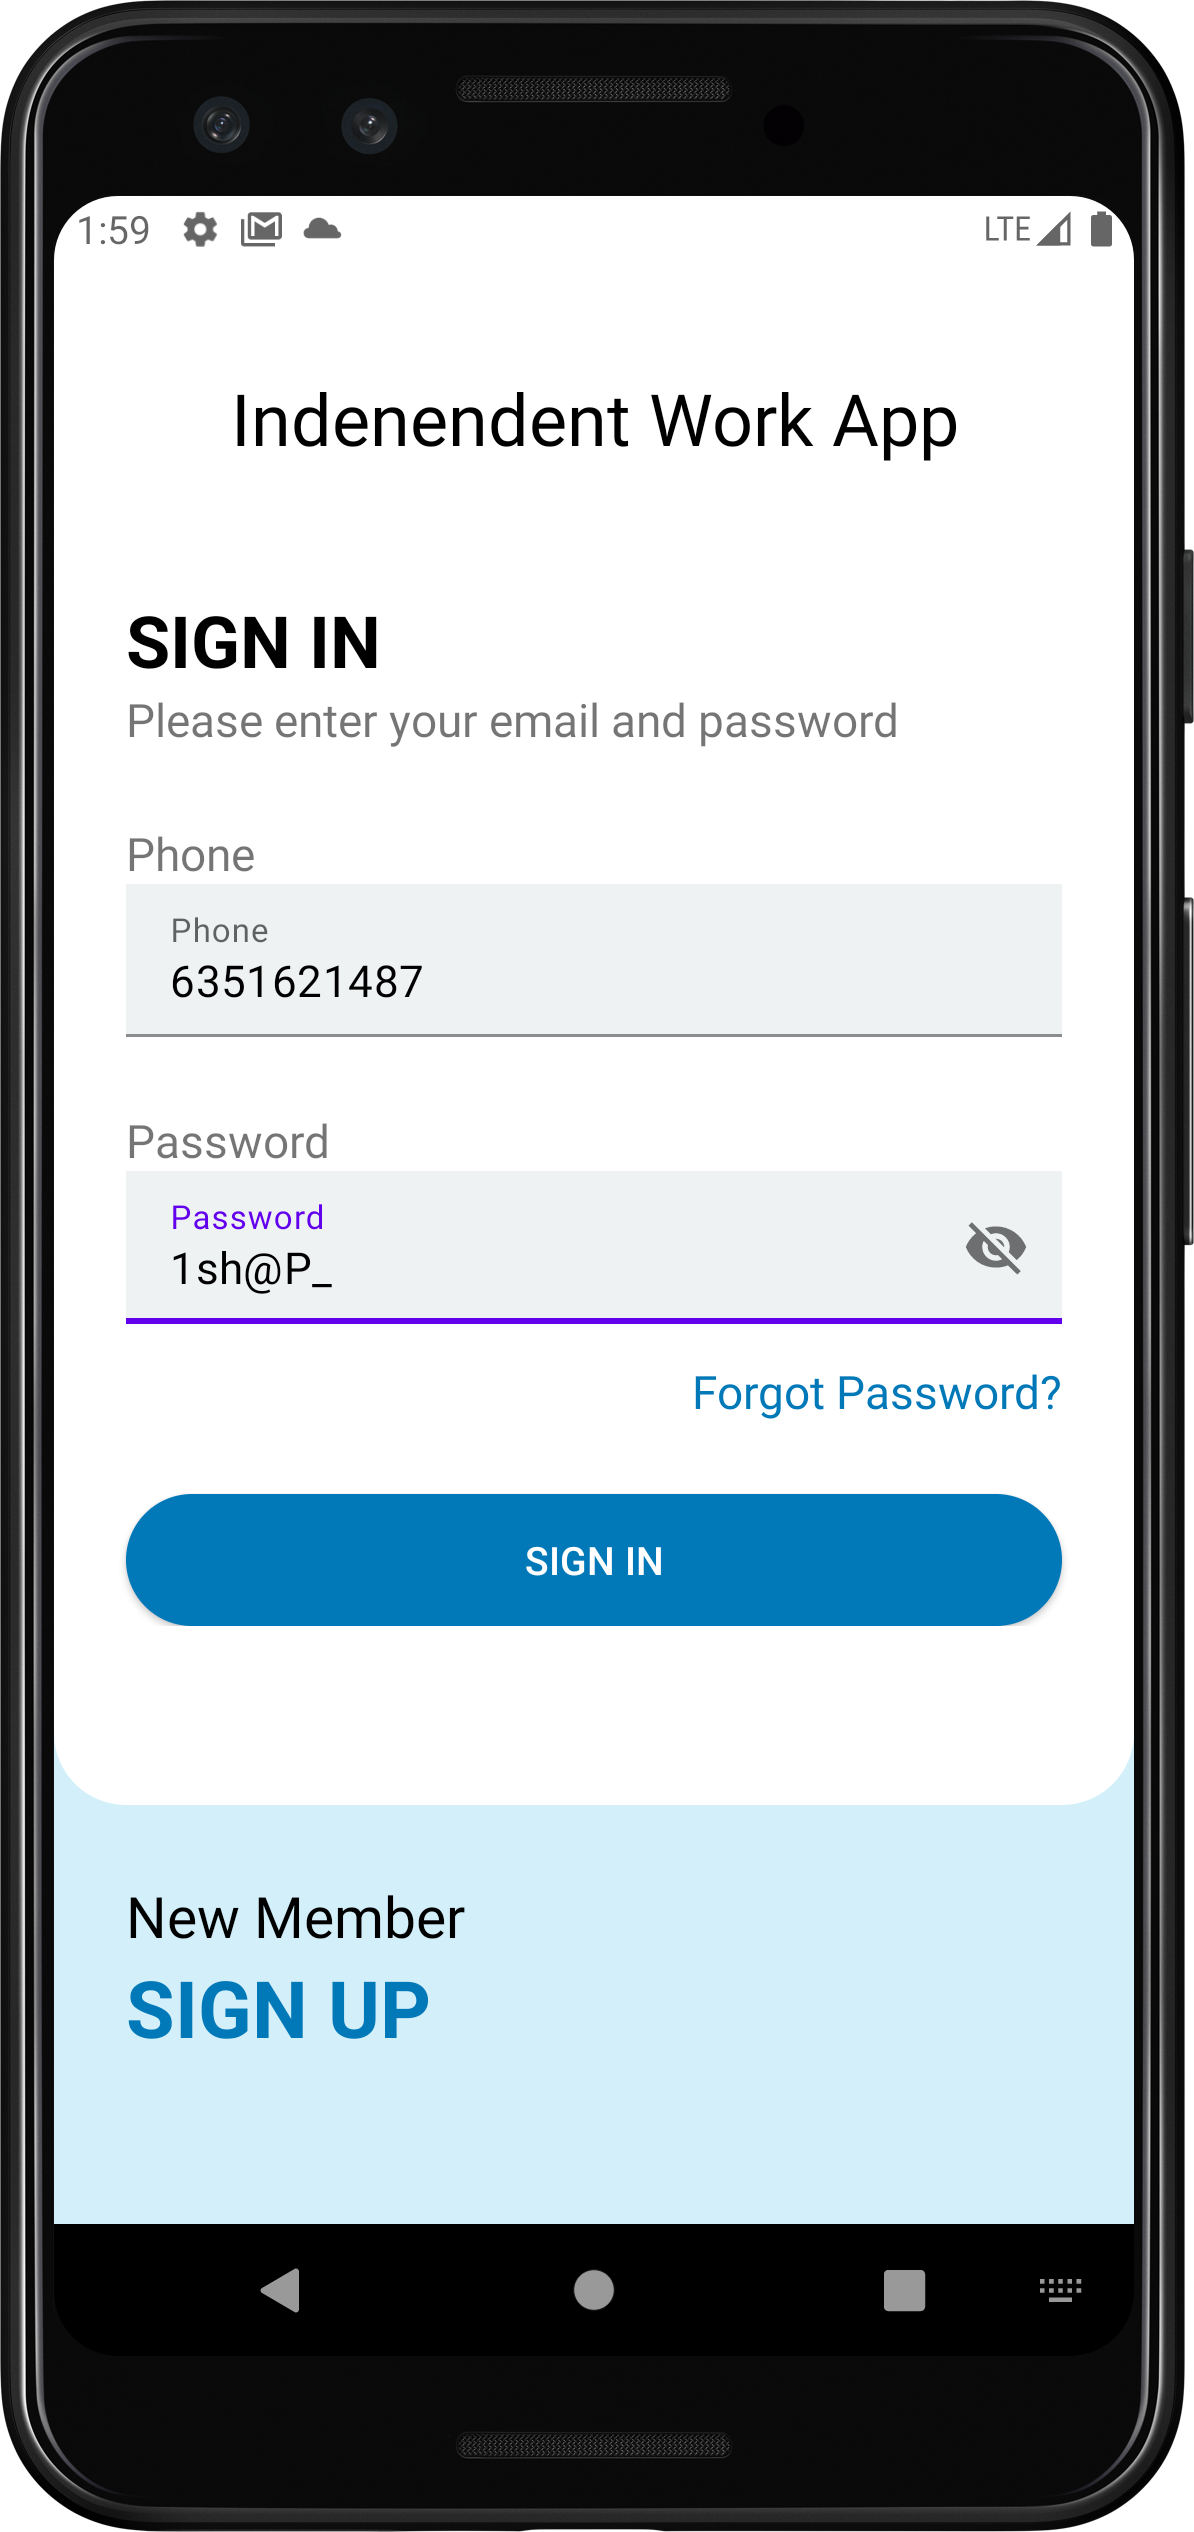 1:59
LTE
Indenendent Work App
SIGN IN
Please enter your email and password
Phone
Phone
6351621487
Password
Password
1sh@P_
Forgot Password?
SIGN IN
New Member
SIGN UP